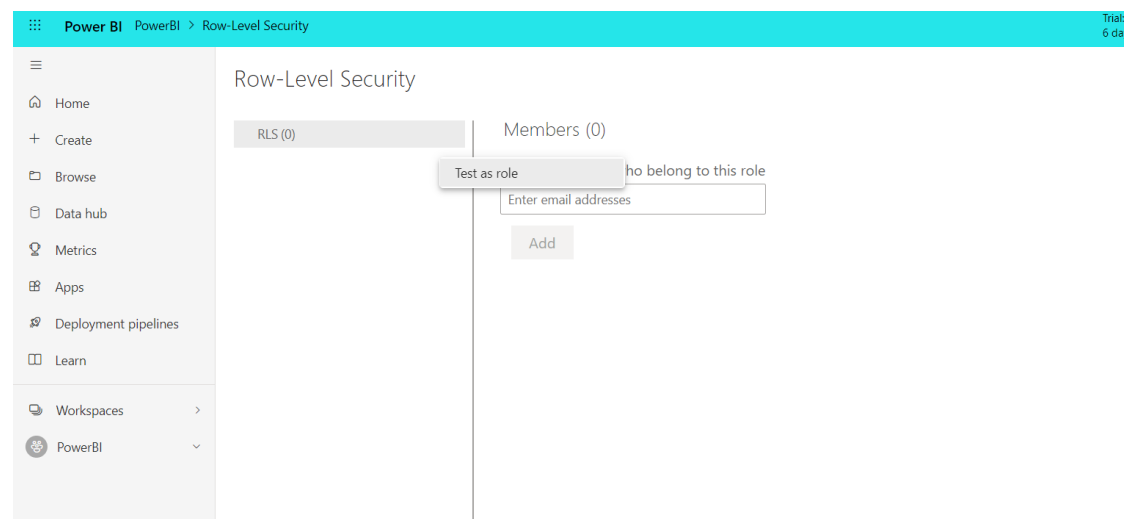 Power BI PowerBI > Row-Level Security
Trial:
6 da
Home
Create
Browse
Data hub
Metrics
Apps
Deployment pipelines
Learn
Workspaces
PowerBI
Row-Level Security
RLS (0)
Test as role
Members (0)
ho belong to this role
Enter email addresses
Add